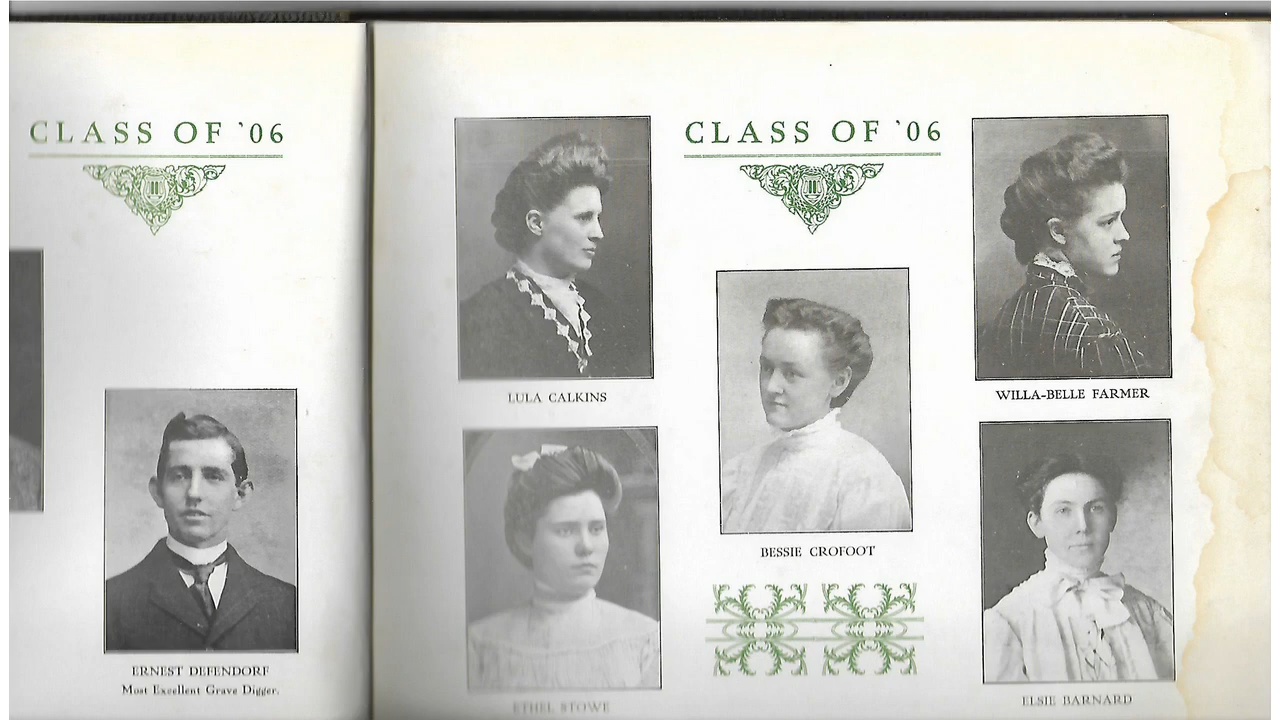 CLASS OF '06
ERNEST DEFENDORF
Most Excellent Grave Digger.
CLASS OF '06
LULA CALKINS
WILLA-BELLE FARMER
BESSIE CROFOOT
ETHEL STOWE
ELSIE BARNARD